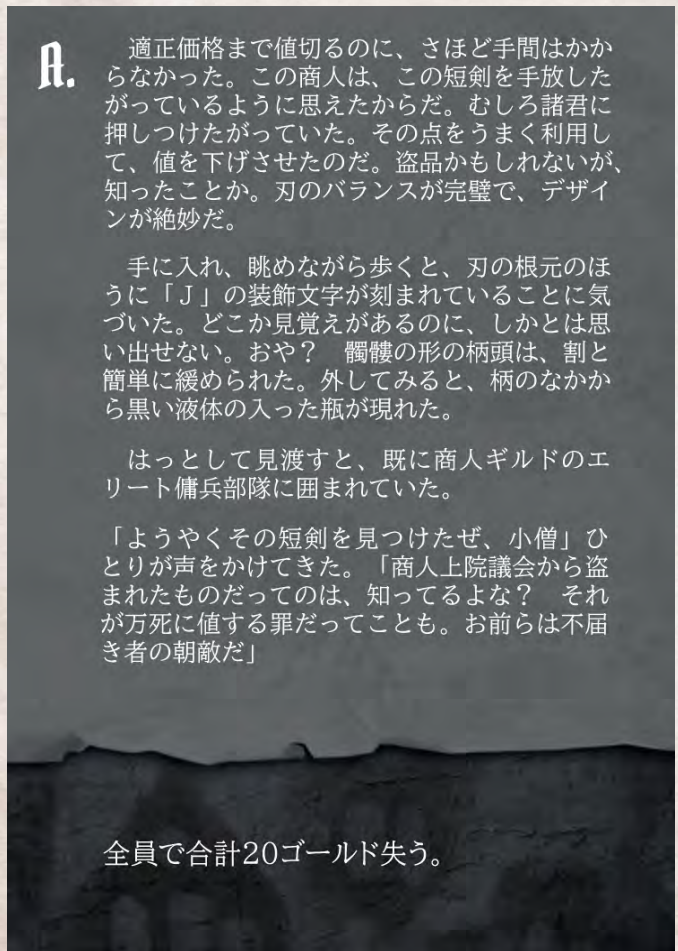 A.
　適正価格まで値切るのに、さほど手間はかか
らなかった。この商人は、この短剣を手放した
がっているように思えたからだ。むしろ諸君に
押しつけたがっていた。その点をうまく利用し
て、値を下げさせたのだ。盗品かもしれないが、
知ったことか。刃のバランスが完璧で、デザイ
ンが絶妙だ。
　手に入れ、眺めながら歩くと、刃の根元のほ
うに「J」の装飾文字が刻まれていることに気
づいた。どこか見覚えがあるのに、しかとは思
い出せない。おや？　髑髏の形の柄頭は、割と
簡単に緩められた。外してみると、柄のなかか
ら黒い液体の入った瓶が現れた。
　はっとして見渡すと、既に商人ギルドのエ
リート傭兵部隊に囲まれていた。
「ようやくその短剣を見つけたぜ、小僧」ひ
とりが声をかけてきた。「商人上院議会から盗
まれたものだってのは、知ってるよな？　それ
が万死に値する罪だってことも。お前らは不届
き者の朝敵だ」
全員で合計20ゴールド失う。